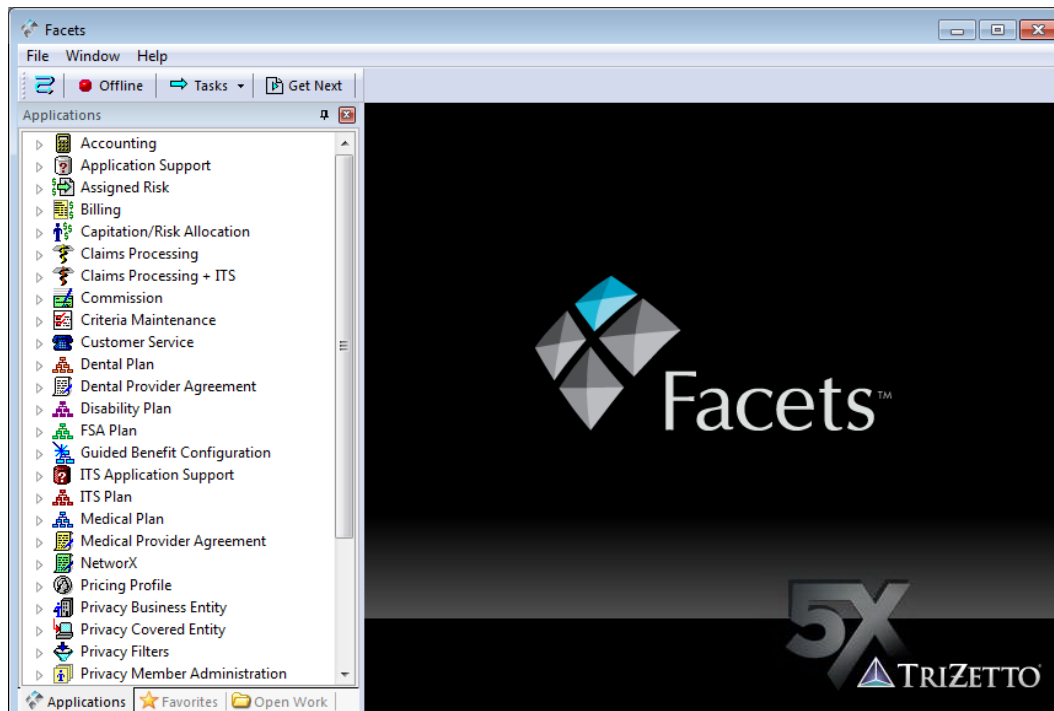 Facets
File Window Help
Offline Tasks Get Next
Applications
Accounting
Application Support
Assigned Risk
Billing
Capitation/Risk Allocation
Claims Processing
Claims Processing + ITS
Commission
Criteria Maintenance
Customer Service
Dental Plan
Dental Provider Agreement
Disability Plan
FSA Plan
Guided Benefit Configuration
ITS Application Support
ITS Plan
Medical Plan
Medical Provider Agreement
NetworX
Pricing Profile
Privacy Business Entity
Privacy Covered Entity
Privacy Filters
Privacy Member Administration
Applications Favorites Open Work
Facets™
5X
TRIZETTO